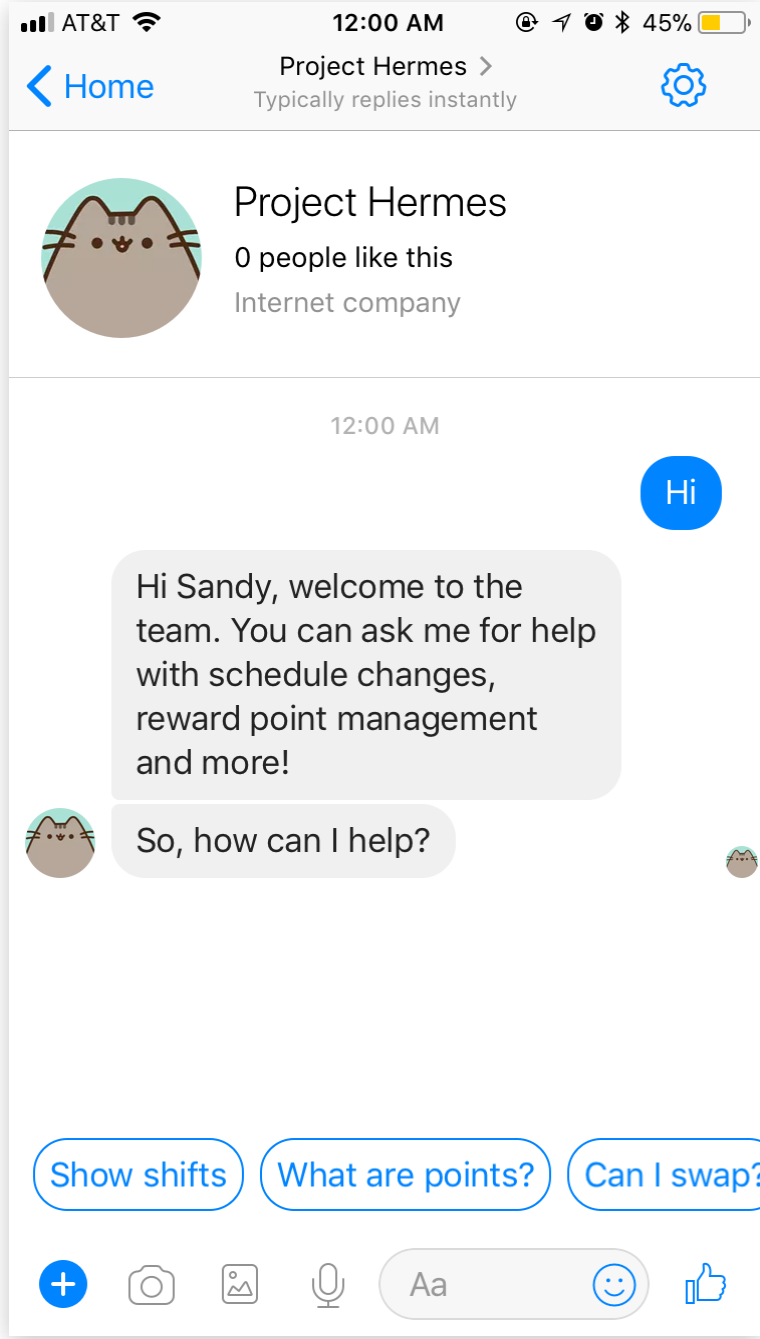 AT&T 12:00 AM 45%
Home Project Hermes
Typically replies instantly
Project Hermes
0 people like this
Internet company
12:00 AM
Hi
Hi Sandy, welcome to the
team. You can ask me for help
with schedule changes,
reward point management
and more!
So, how can I help?
Show shifts What are points? Can I swap?
Aa